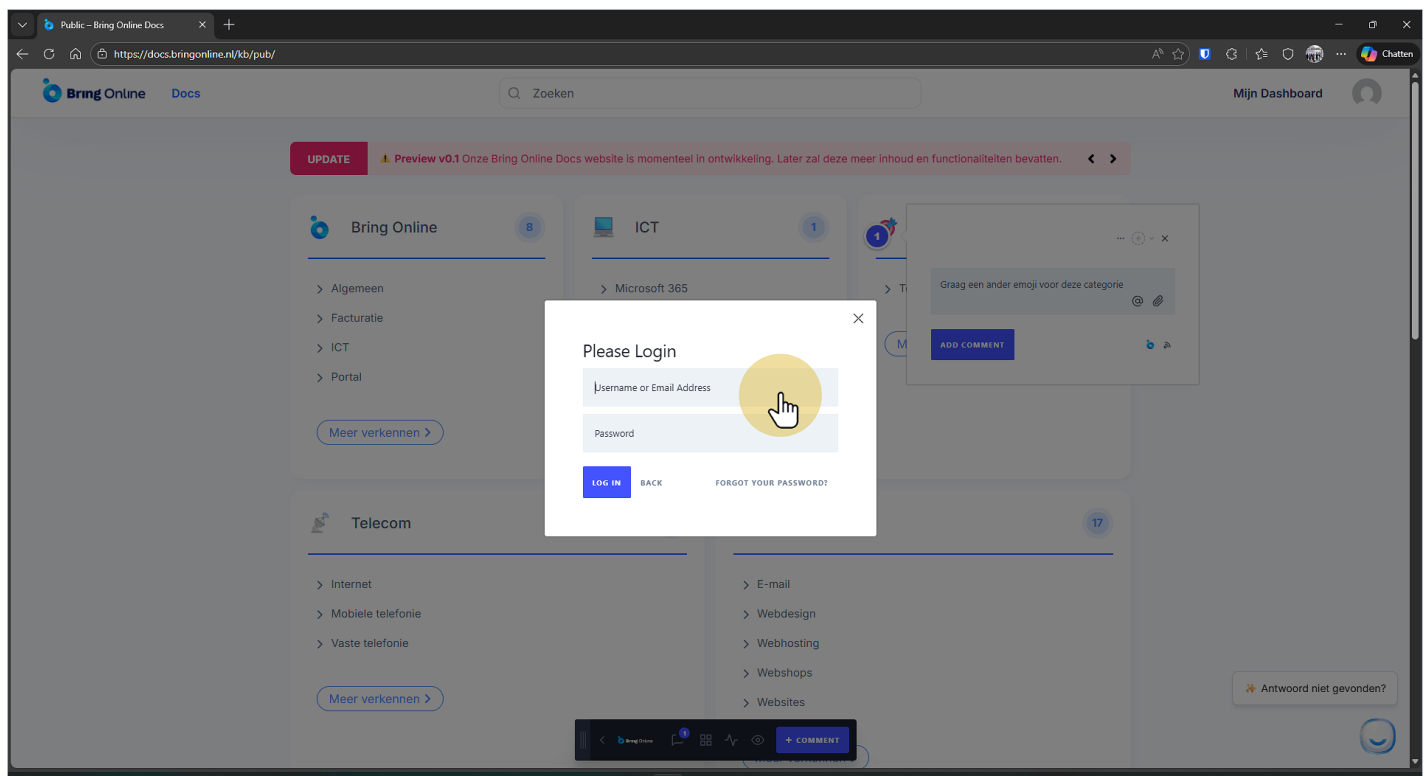 Public – Bring Online Docs
https://docs.bringonline.nl/kb/pub/
Chatten
Bring Online Docs
Zoeken
Mijn Dashboard
UPDATE
⚠ Preview v0.1 Onze Bring Online Docs website is momenteel in ontwikkeling. Later zal deze meer inhoud en functionaliteiten bevatten.
Bring Online 8
Algemeen
Facturatie
ICT
Portal
Meer verkennen
ICT 1
Microsoft 365
1
Graag een ander emoji voor deze categorie
ADD COMMENT
Please Login
Username or Email Address
Password
LOG IN
BACK
FORGOT YOUR PASSWORD?
Telecom
Internet
Mobiele telefonie
Vaste telefonie
Meer verkennen
17
E-mail
Webdesign
Webhosting
Webshops
Websites
Antwoord niet gevonden?
Bring Online
1
+ COMMENT